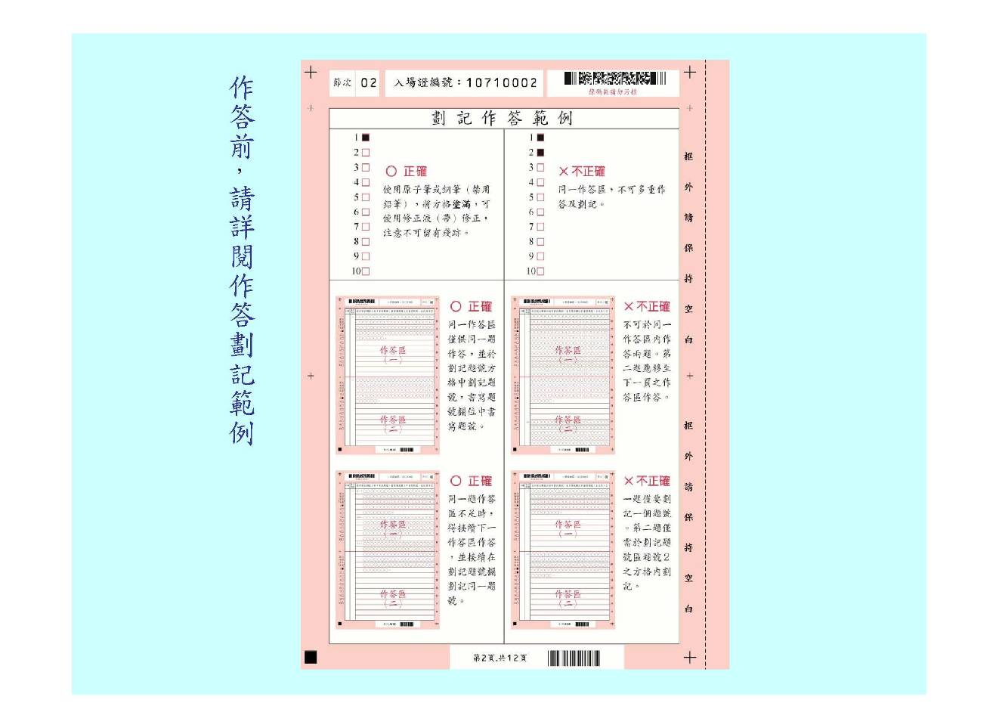 作答前，請詳閱作答劃記範例
節次 02
入場證編號：10710002
條碼區請勿污損
劃記作答範例
1
2
3
4
5
6
7
8
9
10
○ 正確
使用原子筆或鋼筆（禁用
鉛筆），將方格塗滿，可
使用修正液（帶）修正，
注意不可留有殘跡。
1
2
3
4
5
6
7
8
9
10
×不正確
同一作答區，不可多重作
答及劃記。
作答區
（一）
作答區
（二）
○ 正確
同一作答區
僅供同一題
作答，並於
劃記題號方
格中劃記題
號，書寫題
號欄位中書
寫題號。
作答區
（一）
作答區
（二）
×不正確
不可於同一
作答區內作
答兩題。第
二題應移至
下一頁之作
答區作答。
作答區
（一）
作答區
（二）
○ 正確
同一題作答
區不足時，
得接續下一
作答區作答
，並接續在
劃記題號欄
劃記同一題
號。
作答區
（一）
作答區
（二）
×不正確
一題僅要劃
記一個題號
。第二題僅
需於劃記題
號區題號2
之方格內劃
記。
框外請保持空白
框外請保持空白
第2頁,共12頁